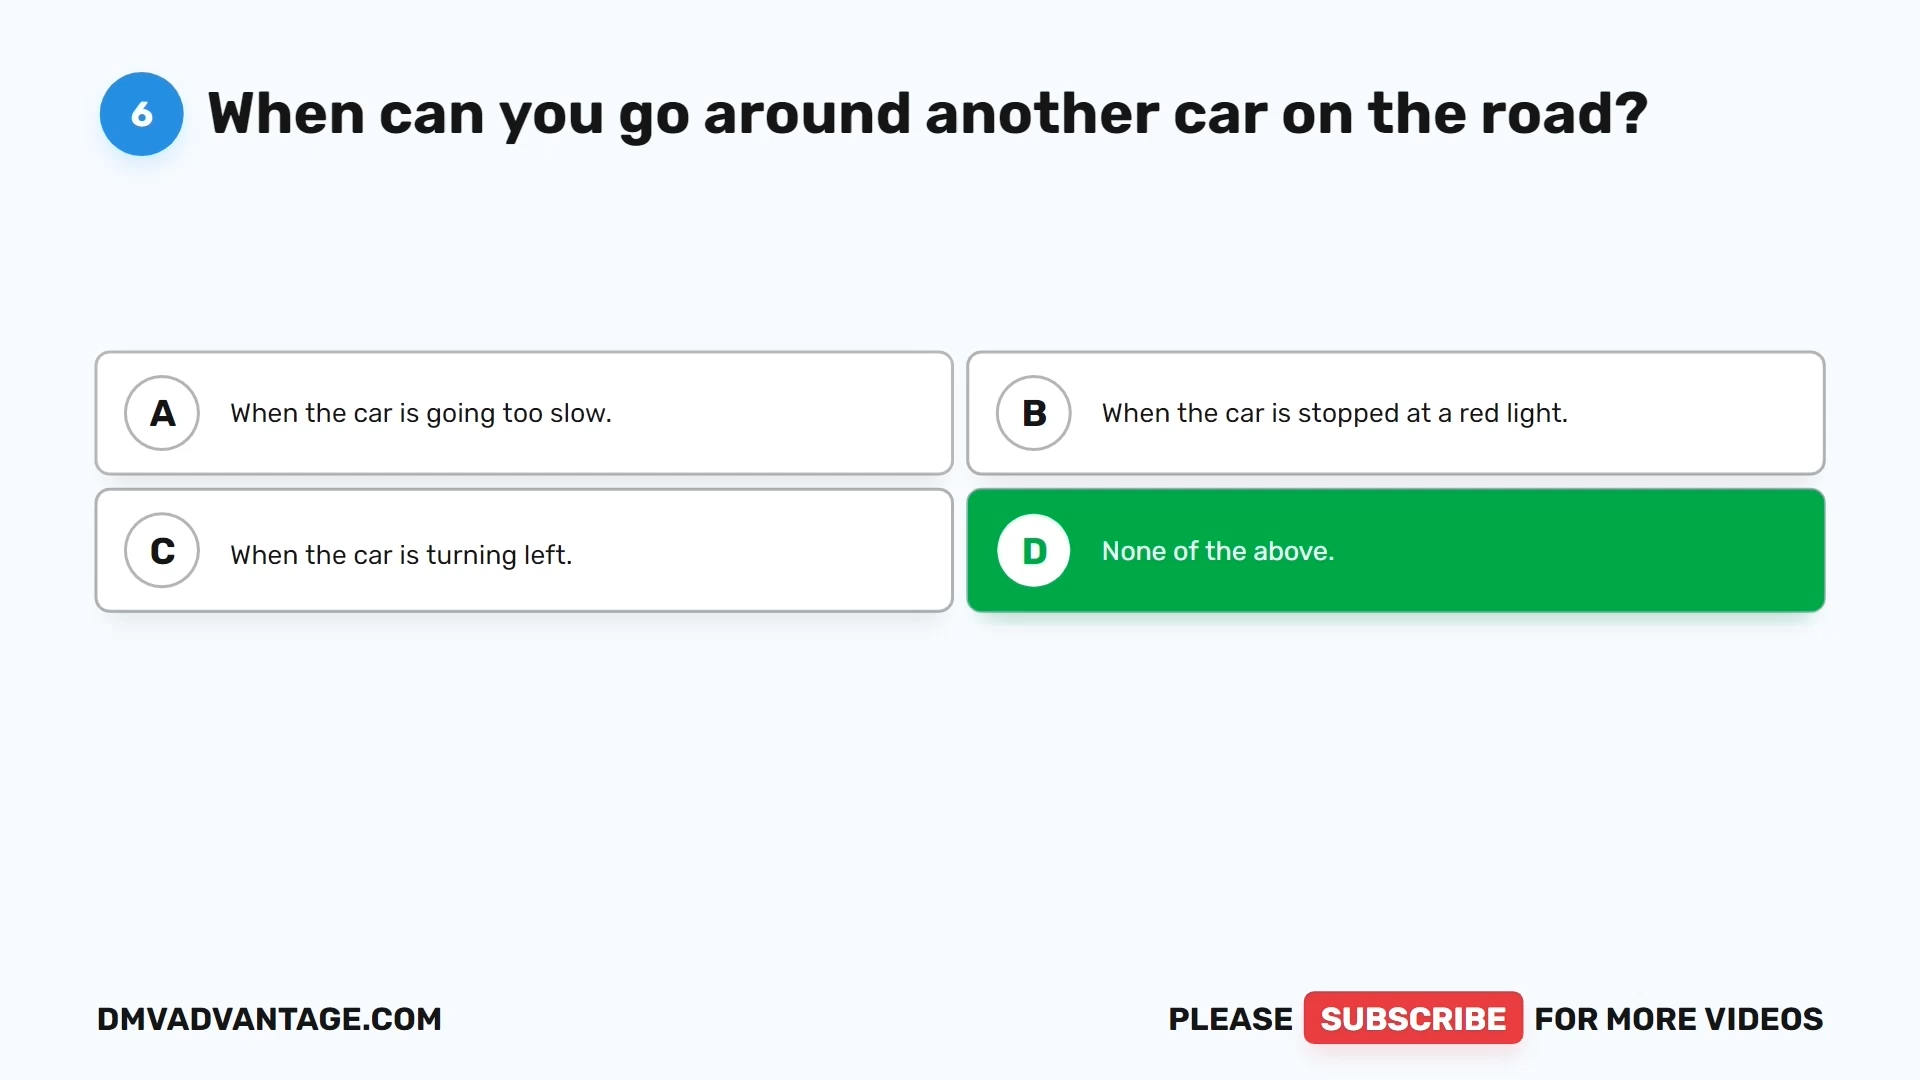 6
When can you go around another car on the road?
A
When the car is going too slow.
B
When the car is stopped at a red light.
C
When the car is turning left.
D
None of the above.
DMVADVANTAGE.COM
PLEASE SUBSCRIBE FOR MORE VIDEOS